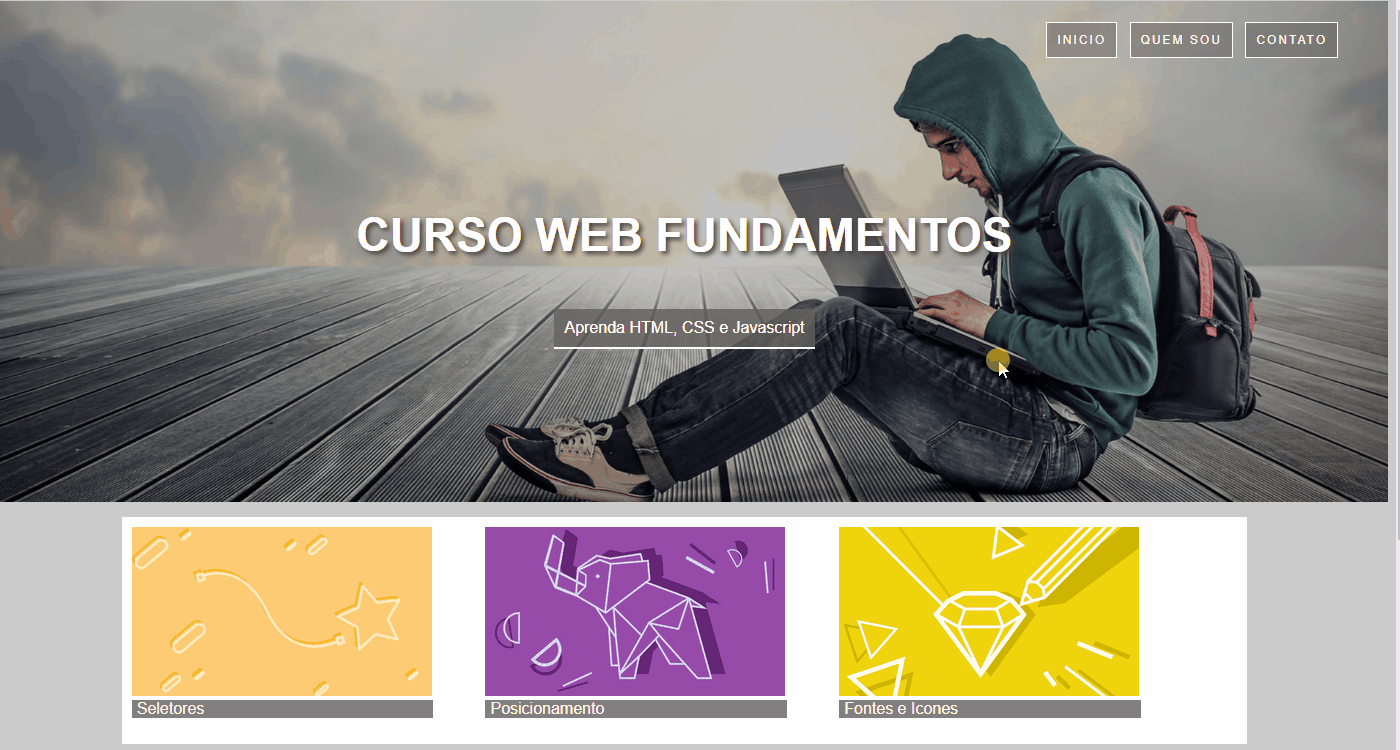 INICIO
QUEM SOU
CONTATO
CURSO WEB FUNDAMENTOS
Aprenda HTML, CSS e Javascript
Seletores
Posicionamento
Fontes e Icones